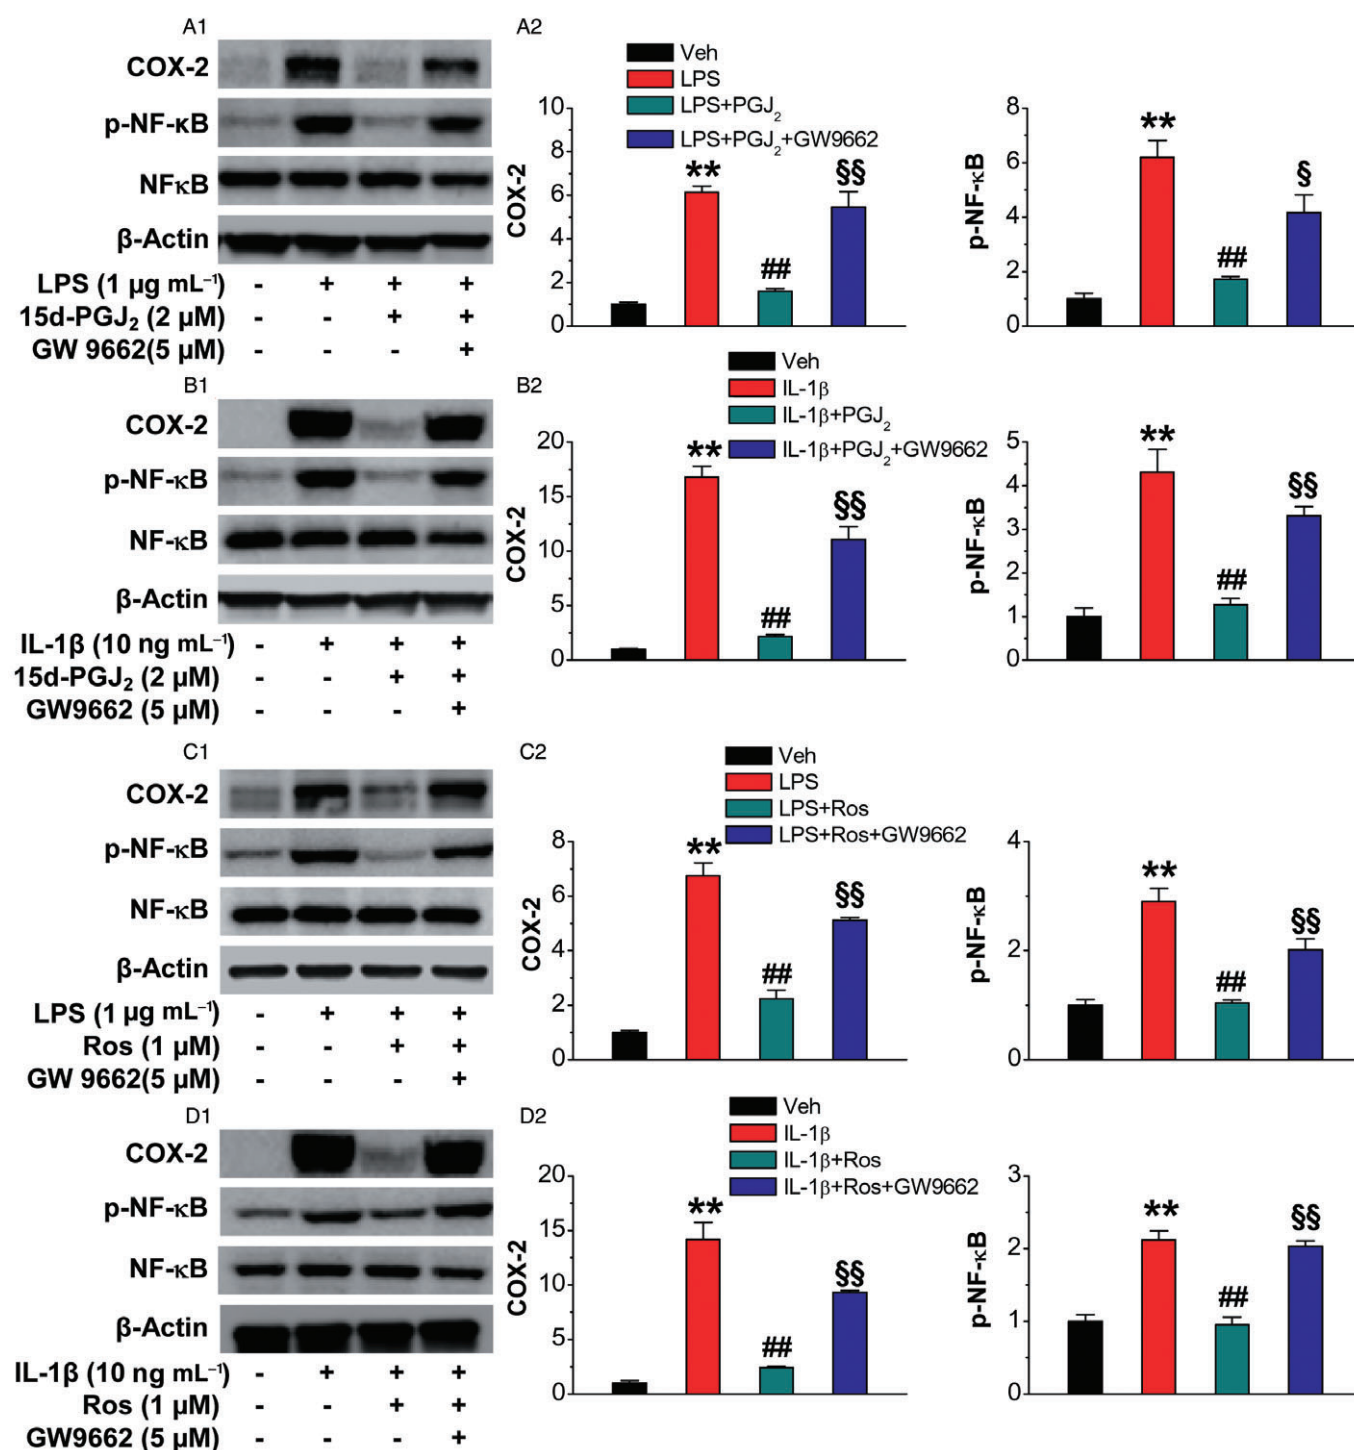 A1
COX-2
p-NF-κB
NFκB
β-Actin
LPS (1 µg mL⁻¹) - + + +
15d-PGJ₂ (2 µM) - - + +
GW 9662(5 µM) - - - +
A2
Veh
LPS
LPS+PGJ₂
LPS+PGJ₂+GW9662
COX-2
10
8
6
4
2
0
**
##
§§
p-NF-κB
8
6
4
2
0
**
##
§
B1
COX-2
p-NF-κB
NF-κB
β-Actin
IL-1β (10 ng mL⁻¹) - + + +
15d-PGJ₂ (2 µM) - - + +
GW9662 (5 µM) - - - +
B2
Veh
IL-1β
IL-1β+PGJ₂
IL-1β+PGJ₂+GW9662
COX-2
20
15
10
5
0
**
##
§§
p-NF-κB
5
4
3
2
1
0
**
##
§§
C1
COX-2
p-NF-κB
NF-κB
β-Actin
LPS (1 µg mL⁻¹) - + + +
Ros (1 µM) - - + +
GW 9662(5 µM) - - - +
C2
Veh
LPS
LPS+Ros
LPS+Ros+GW9662
COX-2
8
6
4
2
0
**
##
§§
p-NF-κB
4
2
0
**
##
§§
D1
COX-2
p-NF-κB
NF-κB
β-Actin
IL-1β (10 ng mL⁻¹) - + + +
Ros (1 µM) - - + +
GW9662 (5 µM) - - - +
D2
Veh
IL-1β
IL-1β+Ros
IL-1β+Ros+GW9662
COX-2
20
15
10
5
0
**
##
§§
p-NF-κB
3
2
1
0
**
##
§§